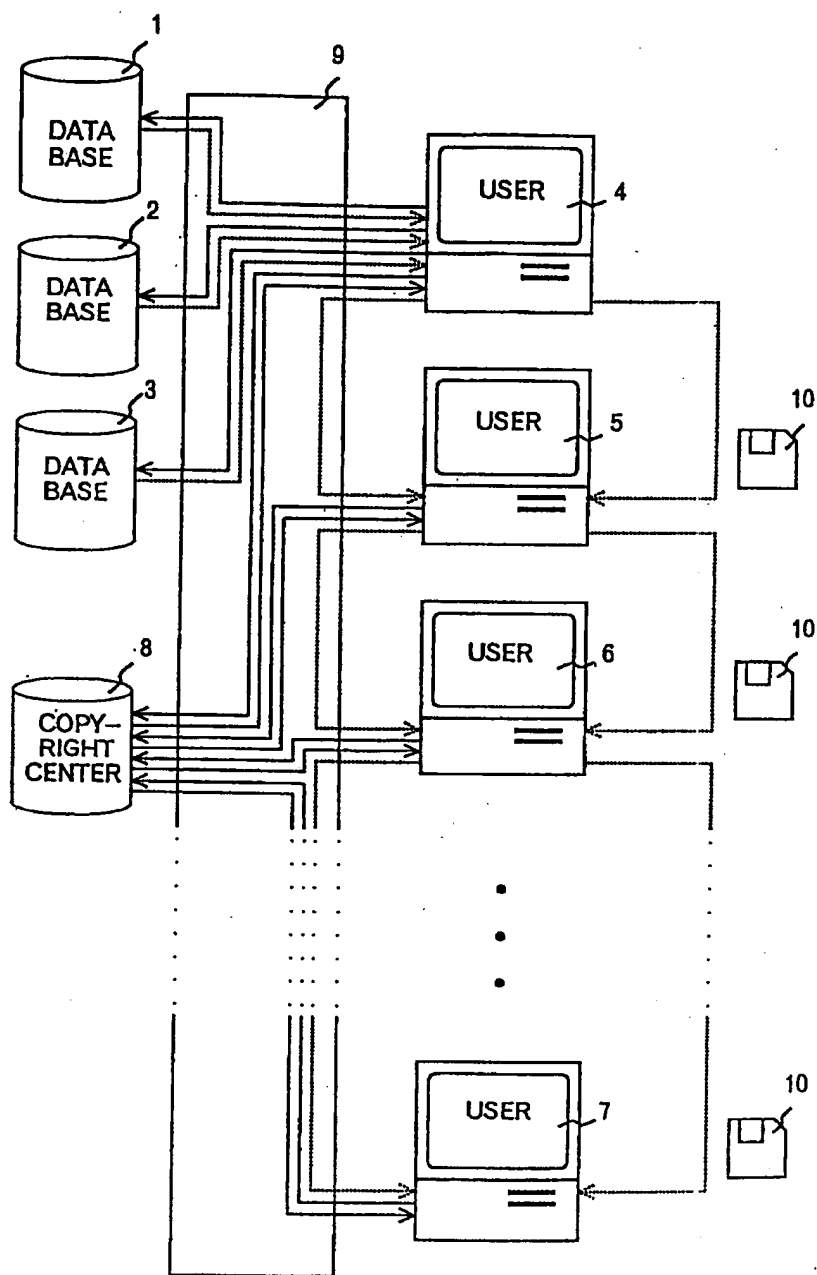 1
9
DATA
BASE
USER
4
2
DATA
BASE
3
10
USER
5
DATA
BASE
10
USER
6
8
COPY-
RIGHT
CENTER
10
USER
7